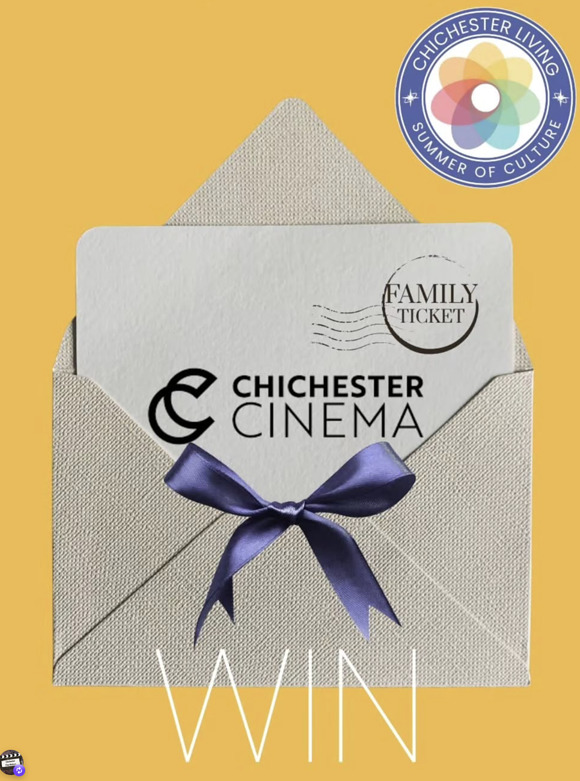 CHICHESTER LIVING
SUMMER OF CULTURE
FAMILY
TICKET
CHICHESTER
CINEMA
WIN